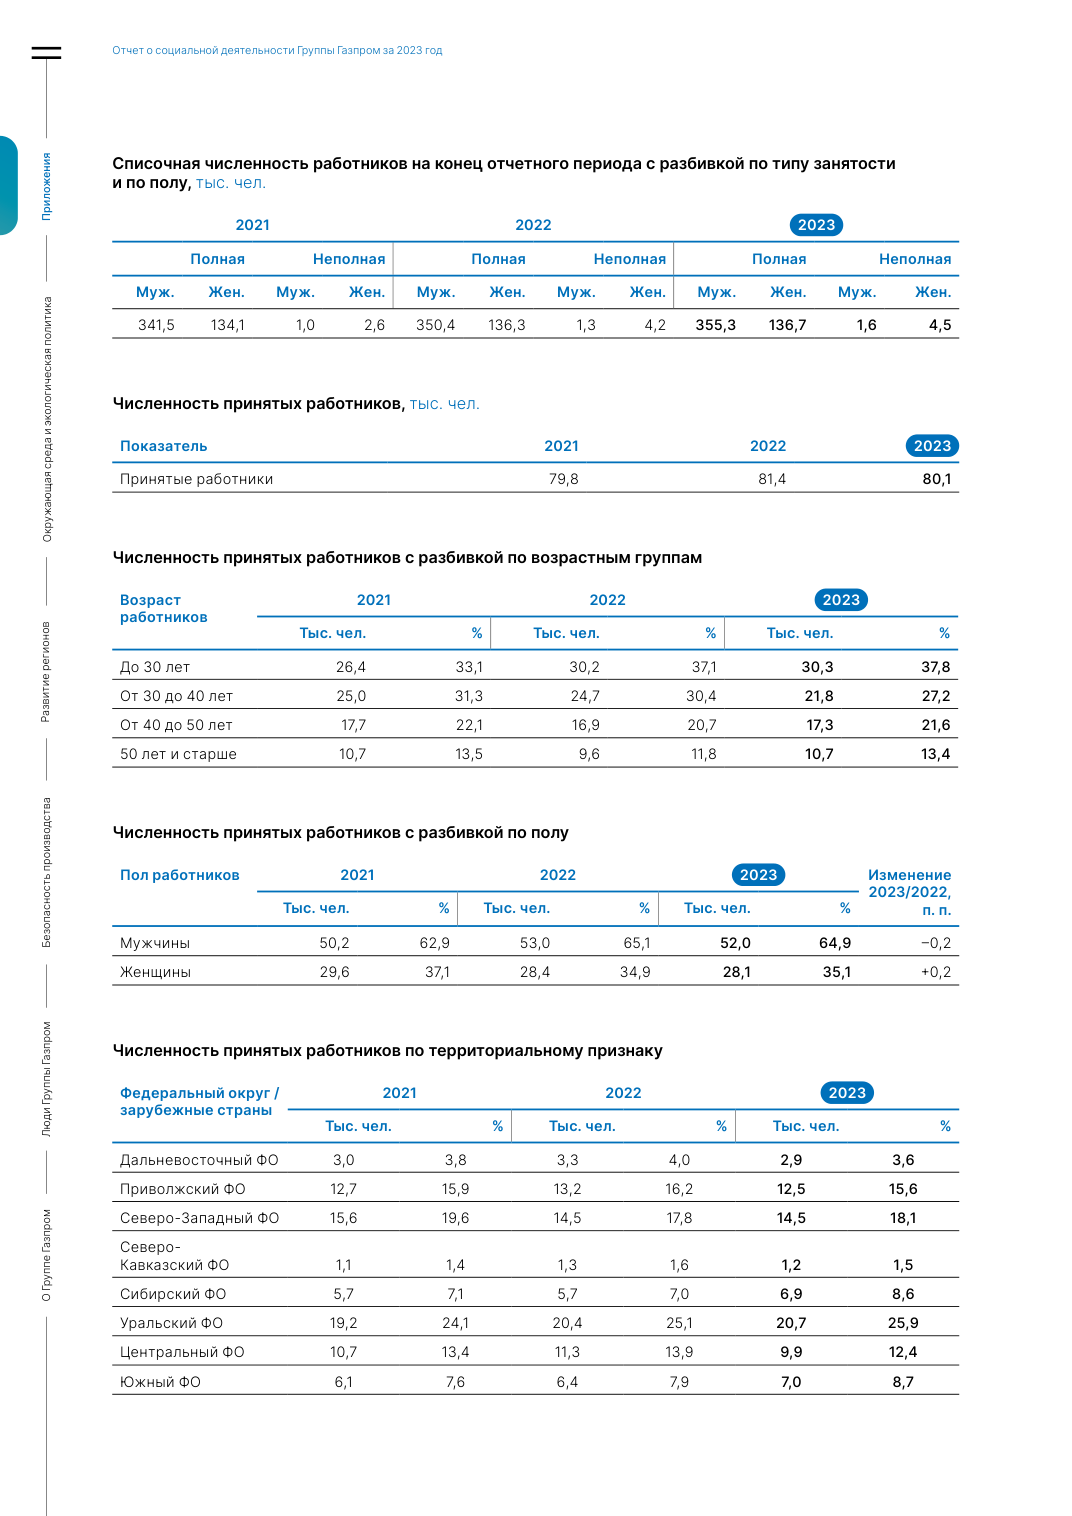 Отчет о социальной деятельности Группы Газпром за 2023 год
Приложения
Окружающая среда и экологическая политика
Развитие регионов
Безопасность производства
Люди Группы Газпром
О Группе Газпром
Списочная численность работников на конец отчетного периода с разбивкой по типу занятости
и по полу, тыс. чел.
2021 2022 2023
Полная Неполная Полная Неполная Полная Неполная
Муж. Жен. Муж. Жен. Муж. Жен. Муж. Жен. Муж. Жен. Муж. Жен.
341,5 134,1 1,0 2,6 350,4 136,3 1,3 4,2 355,3 136,7 1,6 4,5
Численность принятых работников, тыс. чел.
Показатель 2021 2022 2023
Принятые работники 79,8 81,4 80,1
Численность принятых работников с разбивкой по возрастным группам
Возраст 2021 2022 2023
работников
Тыс. чел. % Тыс. чел. % Тыс. чел. %
До 30 лет 26,4 33,1 30,2 37,1 30,3 37,8
От 30 до 40 лет 25,0 31,3 24,7 30,4 21,8 27,2
От 40 до 50 лет 17,7 22,1 16,9 20,7 17,3 21,6
50 лет и старше 10,7 13,5 9,6 11,8 10,7 13,4
Численность принятых работников с разбивкой по полу
Пол работников 2021 2022 2023 Изменение
2023/2022,
Тыс. чел. % Тыс. чел. % Тыс. чел. % п. п.
Мужчины 50,2 62,9 53,0 65,1 52,0 64,9 −0,2
Женщины 29,6 37,1 28,4 34,9 28,1 35,1 +0,2
Численность принятых работников по территориальному признаку
Федеральный округ / 2021 2022 2023
зарубежные страны
Тыс. чел. % Тыс. чел. % Тыс. чел. %
Дальневосточный ФО 3,0 3,8 3,3 4,0 2,9 3,6
Приволжский ФО 12,7 15,9 13,2 16,2 12,5 15,6
Северо-Западный ФО 15,6 19,6 14,5 17,8 14,5 18,1
Северо-
Кавказский ФО 1,1 1,4 1,3 1,6 1,2 1,5
Сибирский ФО 5,7 7,1 5,7 7,0 6,9 8,6
Уральский ФО 19,2 24,1 20,4 25,1 20,7 25,9
Центральный ФО 10,7 13,4 11,3 13,9 9,9 12,4
Южный ФО 6,1 7,6 6,4 7,9 7,0 8,7